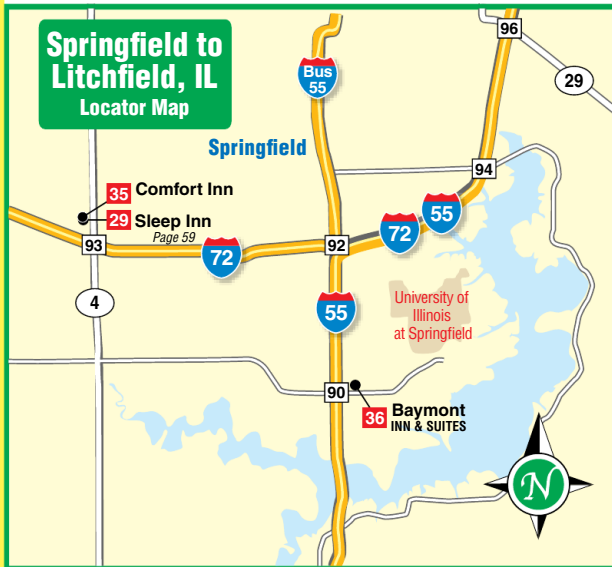 Springfield to
Litchfield, IL
Locator Map
96
Bus
55
29
Springfield
94
35 Comfort Inn
29 Sleep Inn
Page 59
93
72
92
72
55
4
55
University of
Illinois
at Springfield
90
36 Baymont
INN & SUITES
N